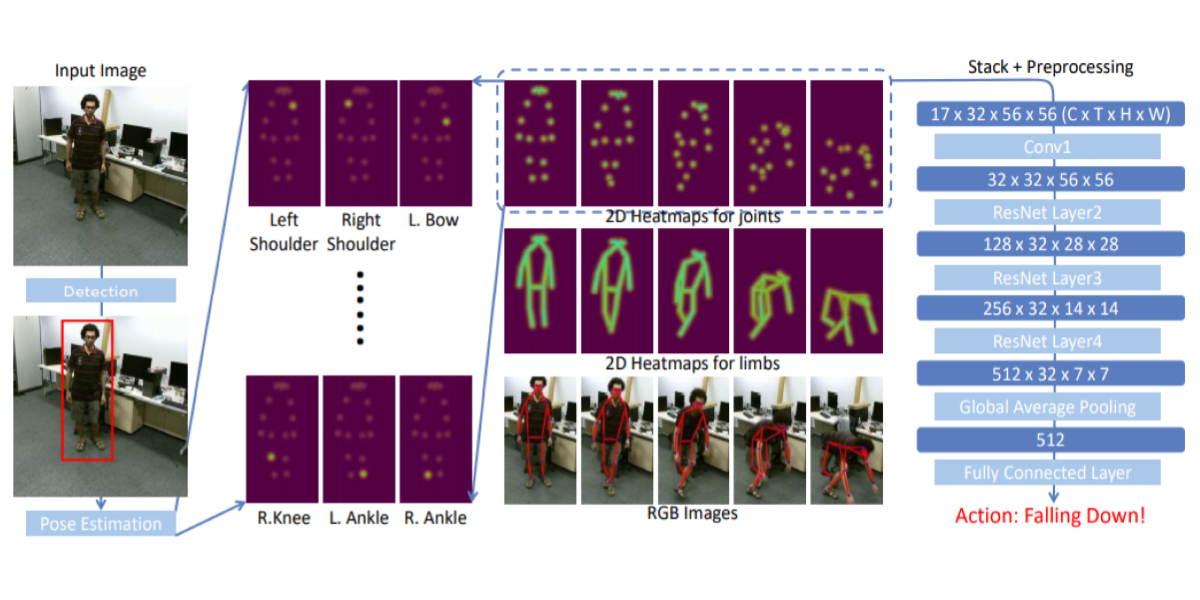 Input Image
Detection
Pose Estimation
Left
Shoulder
Right
Shoulder
L. Bow
R.Knee
L. Ankle
R. Ankle
2D Heatmaps for joints
2D Heatmaps for limbs
RGB Images
Stack + Preprocessing
17 x 32 x 56 x 56 (C x T x H x W)
Conv1
32 x 32 x 56 x 56
ResNet Layer2
128 x 32 x 28 x 28
ResNet Layer3
256 x 32 x 14 x 14
ResNet Layer4
512 x 32 x 7 x 7
Global Average Pooling
512
Fully Connected Layer
Action: Falling Down!